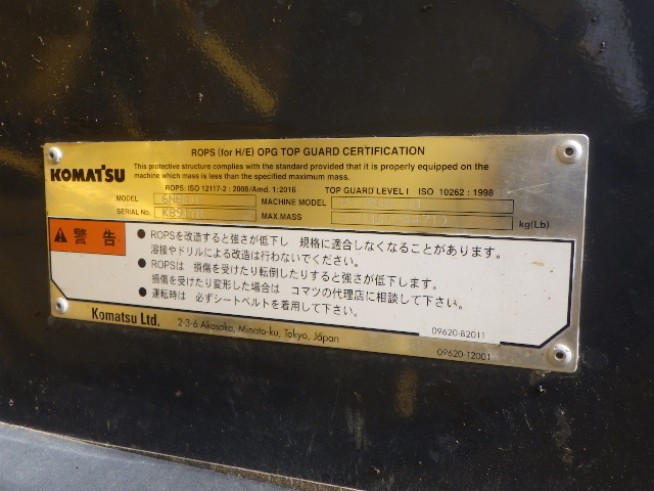 ROPS (for H/E) OPG TOP GUARD CERTIFICATION
KOMATSU
This protective structure complies with the standard provided that it is properly equipped on the
machine which mass is less than the specified maximum mass.
ROPS: ISO 12117-2 : 2008/Amd. 1:2016 TOP GUARD LEVEL I ISO 10262 : 1998
MODEL MACHINE MODEL
SERIAL No. MAX.MASS kg(Lb)
警告
● ROPSを改造すると強さが低下し 規格に適合しなくなることがあります。
溶接やドリルによる改造は行わないでください。
● ROPSは 損傷を受けたり転倒したりすると強さが低下します。
損傷を受けたり変形した場合は コマツの代理店に相談して下さい。
● 運転時は 必ずシートベルトを着用して下さい。
09620-B2011
Komatsu Ltd. 2-3-6 Akasaka, Minato-ku, Tokyo, Japan
09620-12001